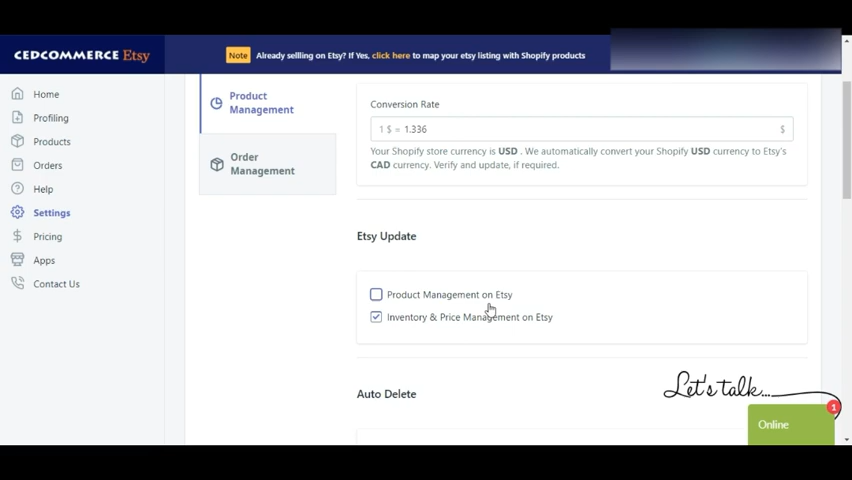 CEDCOMMERCE Etsy
Note Already sellling on Etsy? If Yes, click here to map your etsy listing with Shopify products
Home
Profiling
Products
Orders
Help
Settings
Pricing
Apps
Contact Us
Product
Management
Order
Management
Conversion Rate
1 $ = 1.336 $
Your Shopify store currency is USD . We automatically convert your Shopify USD currency to Etsy's
CAD currency. Verify and update, if required.
Etsy Update
Product Management on Etsy
Inventory & Price Management on Etsy
Auto Delete
Let's talk...
Online
1